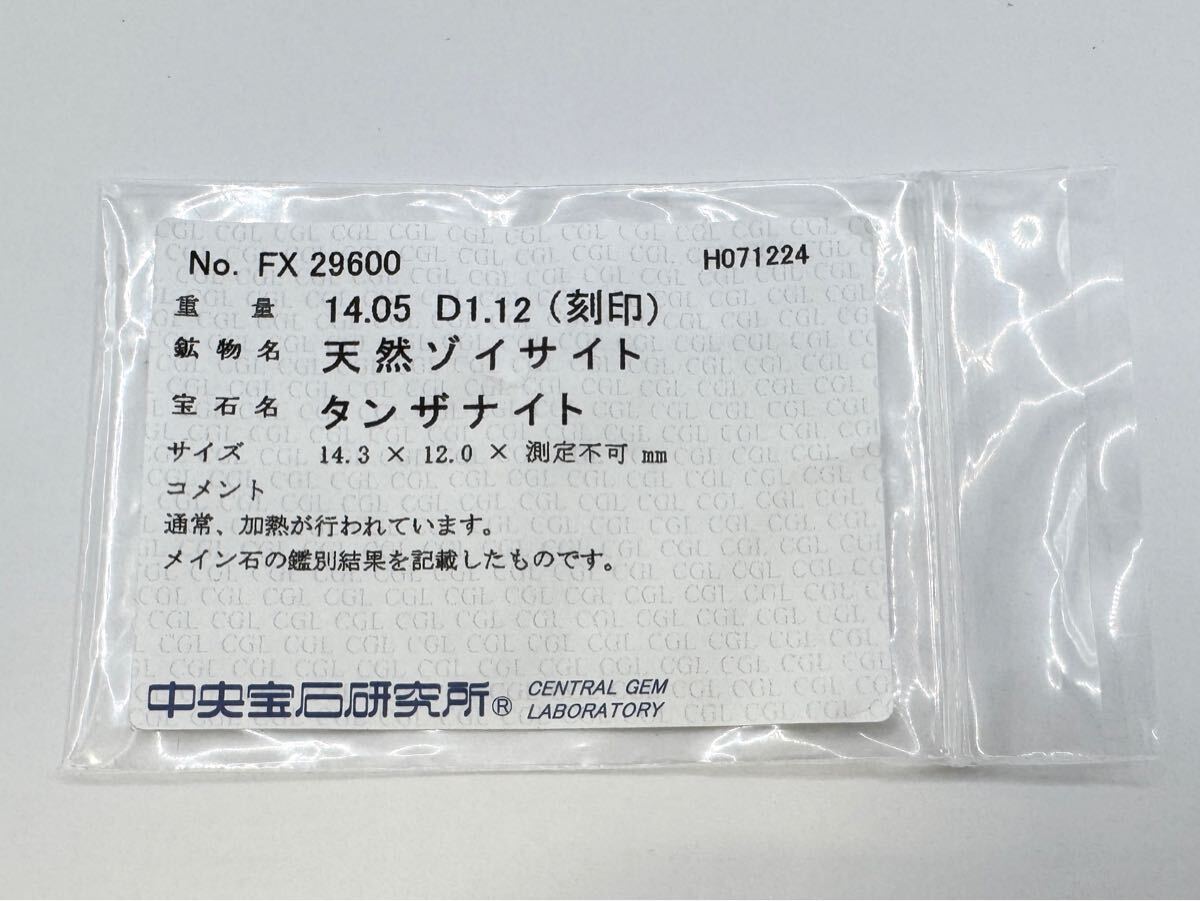 No. FX 29600 H071224
重量 14.05 D1.12 (刻印)
鉱物名 天然ゾイサイト
宝石名 タンザナイト
サイズ 14.3 × 12.0 × 測定不可 mm
コメント
通常、加熱が行われています。
メイン石の鑑別結果を記載したものです。
中央宝石研究所® CENTRAL GEM
LABORATORY